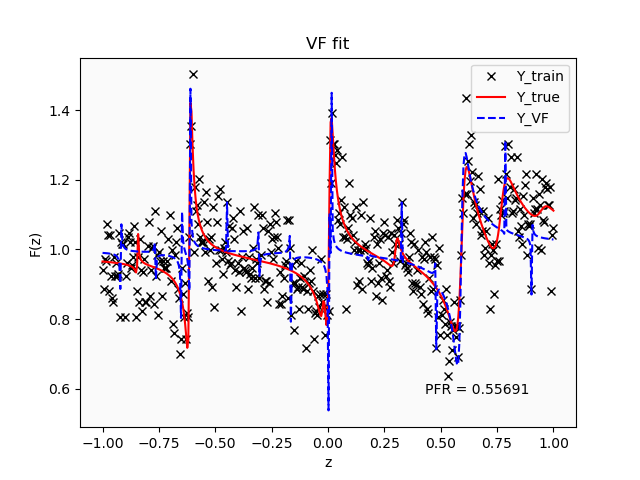 VF fit
Y_train
Y_true
Y_VF
F(z)
1.4
1.2
1.0
0.8
0.6
PFR = 0.55691
−1.00 −0.75 −0.50 −0.25 0.00 0.25 0.50 0.75 1.00
z